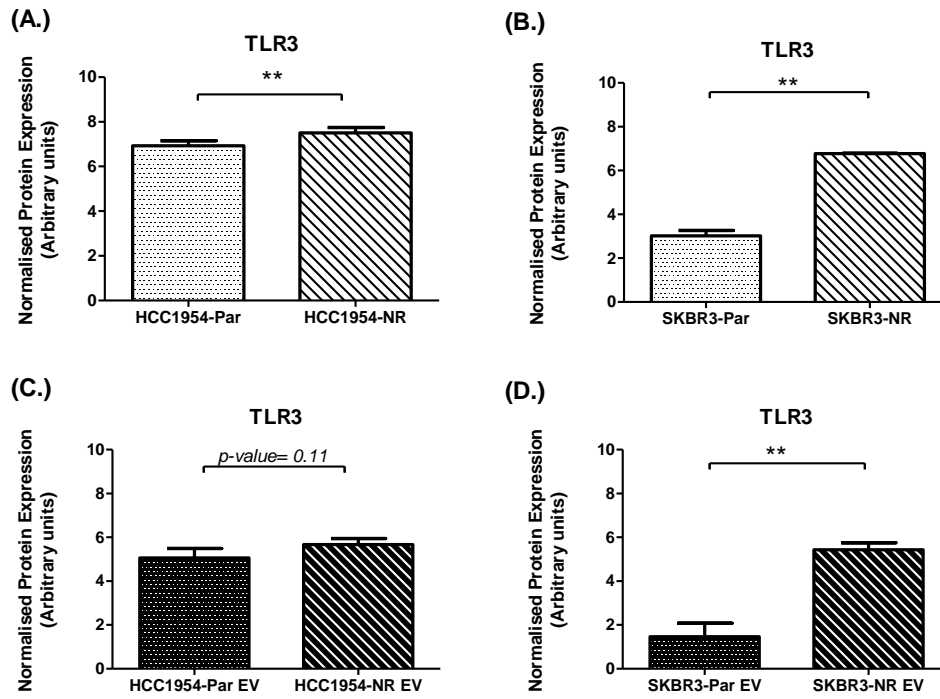 (A.)
TLR3
**
Normalised Protein Expression
(Arbitrary units)
10
8
6
4
2
0
HCC1954-Par
HCC1954-NR
(B.)
TLR3
**
Normalised Protein Expression
(Arbitrary units)
10
8
6
4
2
0
SKBR3-Par
SKBR3-NR
(C.)
TLR3
p-value= 0.11
Normalised Protein Expression
(Arbitrary units)
10
8
6
4
2
0
HCC1954-Par EV
HCC1954-NR EV
(D.)
TLR3
**
Normalised Protein Expression
(Arbitrary units)
10
8
6
4
2
0
SKBR3-Par EV
SKBR3-NR EV